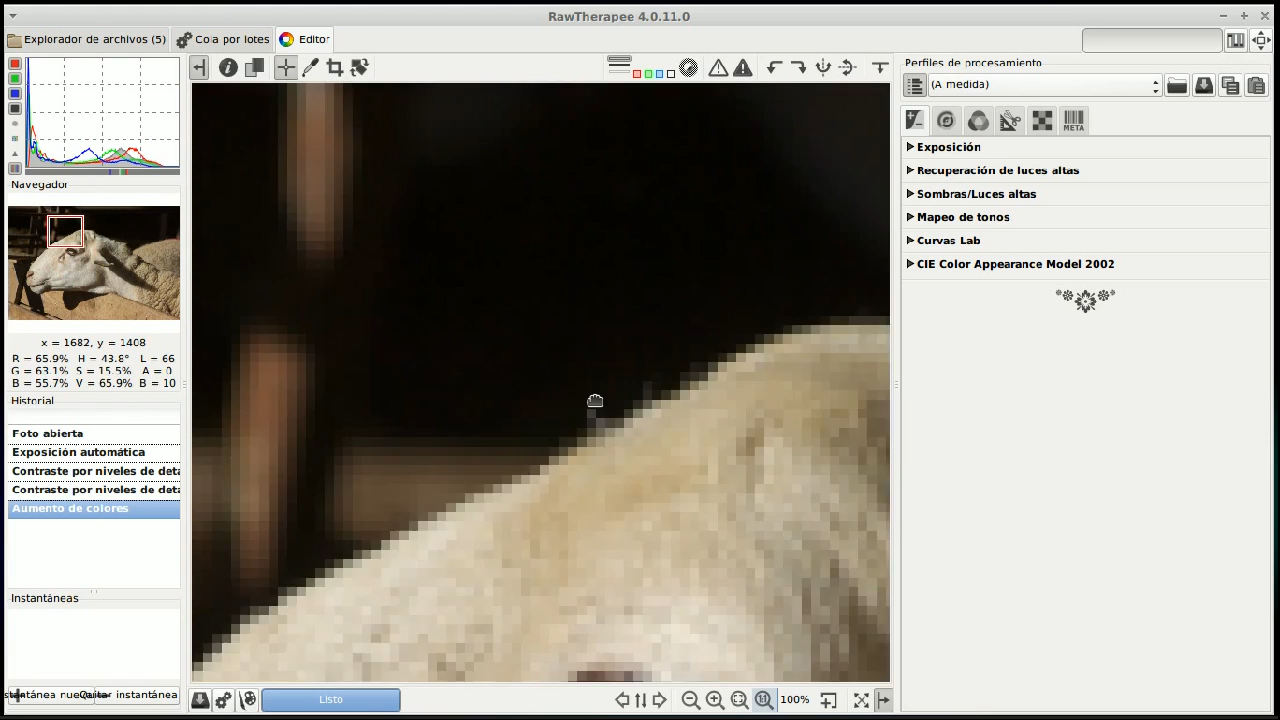 RawTherapee 4.0.11.0
Explorador de archivos (5)
Cola por lotes
Editor
Perfiles de procesamiento
(A medida)
META
Exposición
Recuperación de luces altas
Sombras/Luces altas
Mapeo de tonos
Curvas Lab
CIE Color Appearance Model 2002
Navegador
x = 1682, y = 1408
R = 65.9% H = 43.8° L = 66
G = 63.1% S = 15.5% A = 0
B = 55.7% V = 65.9% B = 10
Historial
Foto abierta
Exposición automática
Contraste por niveles de deta
Contraste por niveles de deta
Aumento de colores
Instantáneas
stantánea nue
Quitar instantánea
Listo
100%